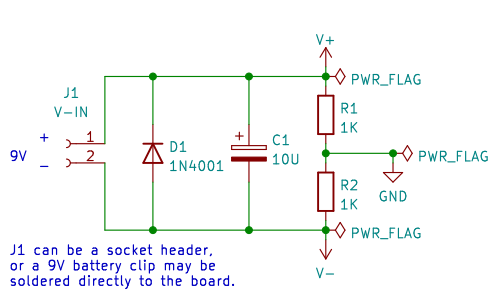 V+
PWR_FLAG
J1
V-IN
R1
1K
+
1
9V
2
-
D1
1N4001
+
C1
10U
PWR_FLAG
GND
R2
1K
PWR_FLAG
V-
J1 can be a socket header,
or a 9V battery clip may be
soldered directly to the board.